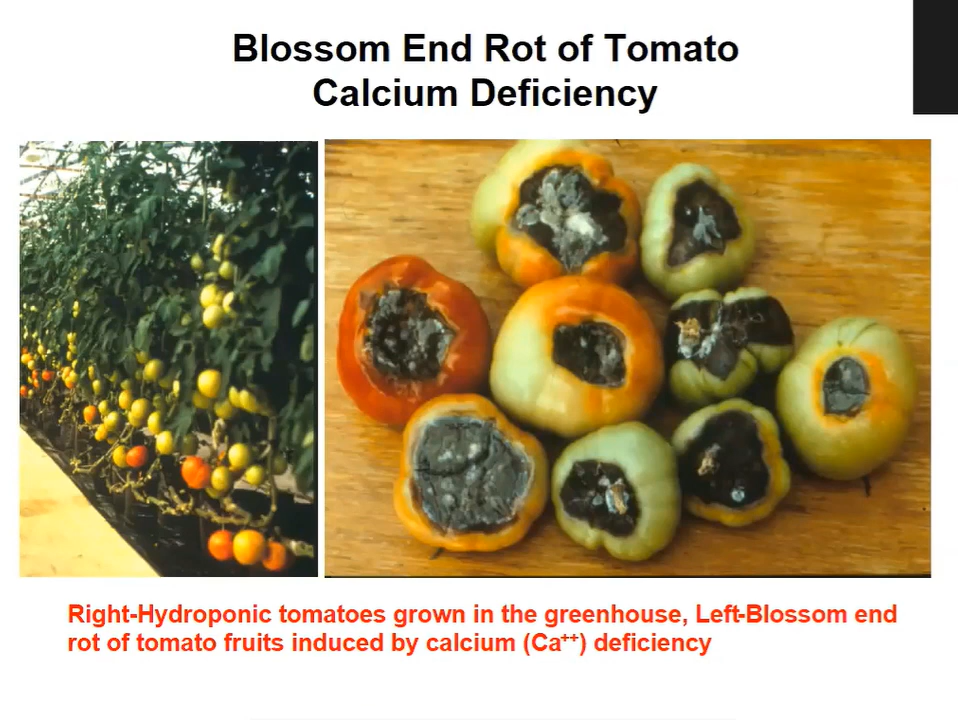 Blossom End Rot of Tomato
Calcium Deficiency
Right-Hydroponic tomatoes grown in the greenhouse, Left-Blossom end
rot of tomato fruits induced by calcium (Ca⁺⁺) deficiency